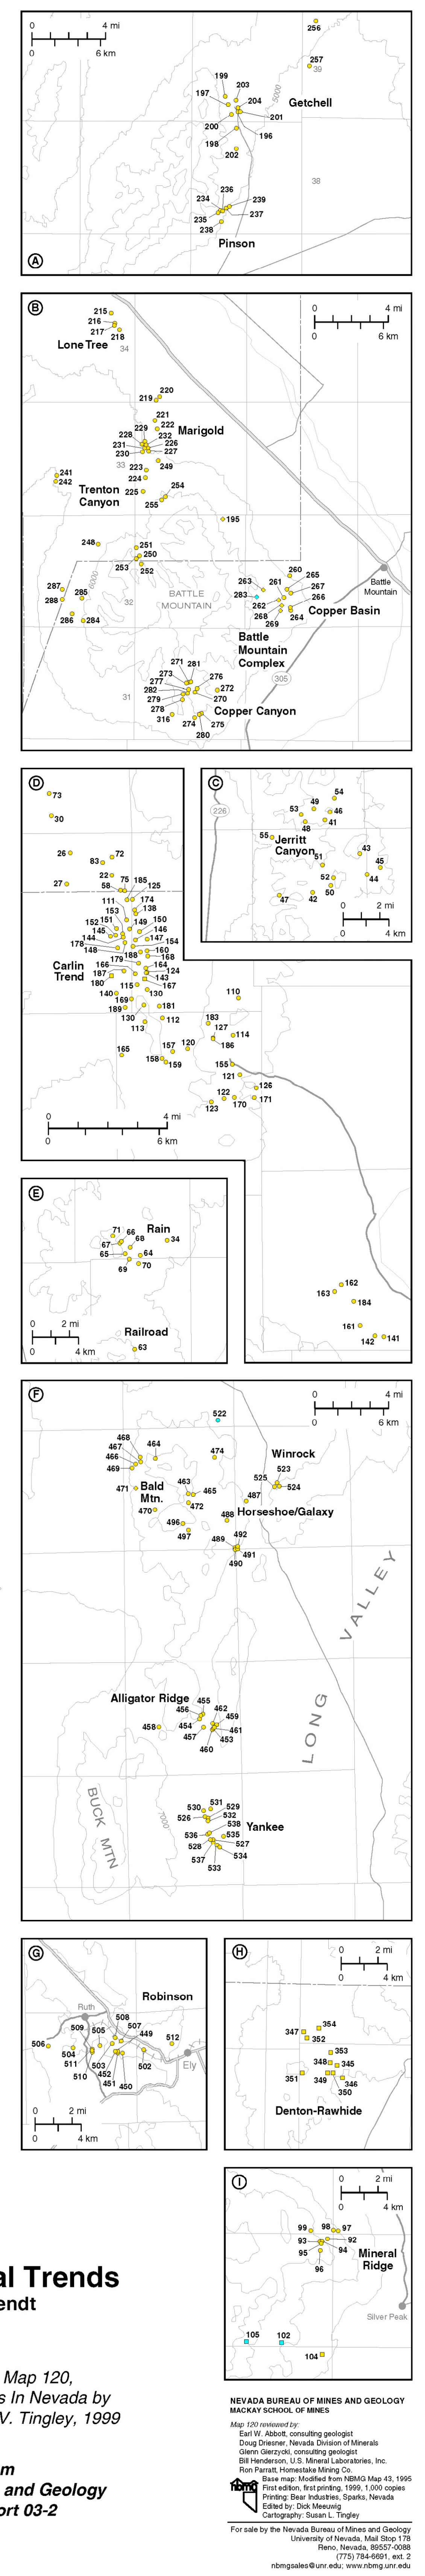 0 4 mi
0 6 km
256
257
39
199
203
197
204
5000
Getchell
201
200
196
198
202
38
236
234
239
235
237
238
Pinson
A
B
215
216
217
218
Lone Tree
34
0 4 mi
0 6 km
220
219
221
222
229
228
232
Marigold
231
226
230
227
33
223
249
241
224
242
Trenton
Canyon
225
254
255
195
248
251
250
253
252
6000
287
285
288
286
284
32
BATTLE
MOUNTAIN
260
263
261
265
267
283
266
262
268
264
269
Copper Basin
Battle
Mountain
Battle
Mountain
Complex
271
281
273
276
277
282
272
279
270
278
316
274
275
280
Copper Canyon
31
305
D
73
30
26
72
83
22
27
58
75
185
125
111
174
153
138
152
151
149
150
145
146
144
147
178
154
148
188
160
179
168
Carlin
Trend
166
164
187
124
180
143
115
167
140
130
169
189
181
130
112
113
165
157
120
158
159
110
183
127
114
186
155
121
126
122
123
170
171
0 4 mi
0 6 km
162
163
184
161
142
141
C
226
54
49
53
46
48
41
55
Jerritt
Canyon
51
43
45
52
44
50
47
42
0 2 mi
0 4 km
E
71
66
68
67
65
64
69
70
Rain
34
0 2 mi
0 4 km
Railroad
63
F
0 4 mi
0 6 km
522
468
467
464
466
469
474
Winrock
523
525
524
471
Bald
Mtn.
463
465
487
472
470
488
Horseshoe/Galaxy
496
497
489
492
491
490
LONG VALLEY
Alligator Ridge
455
456
462
459
458
454
461
457
453
460
BUCK MTN
7000
530
531
529
526
532
538
Yankee
536
535
528
527
537
534
533
G
Robinson
Ruth
508
507
509
505
449
506
512
504
511
503
502
452
510
451
450
Ely
0 2 mi
0 4 km
H
0 2 mi
0 4 km
354
347
352
353
348
345
351
349
346
350
Denton-Rawhide
I
0 2 mi
0 4 km
99
98
97
93
92
95
94
96
Mineral
Ridge
Silver Peak
105
102
104
al Trends
endt
Map 120,
s In Nevada by
V. Tingley, 1999
m
and Geology
ort 03-2
NEVADA BUREAU OF MINES AND GEOLOGY
MACKAY SCHOOL OF MINES
Map 120 reviewed by:
Earl W. Abbott, consulting geologist
Doug Driesner, Nevada Division of Minerals
Glenn Gierzycki, consulting geologist
Bill Henderson, U.S. Mineral Laboratories, Inc.
Ron Parratt, Homestake Mining Co.
nbmg
Base map: Modified from NBMG Map 43, 1995
First edition, first printing, 1999, 1,000 copies
Printing: Bear Industries, Sparks, Nevada
Edited by: Dick Meeuwig
Cartography: Susan L. Tingley
For sale by the Nevada Bureau of Mines and Geology
University of Nevada, Mail Stop 178
Reno, Nevada, 89557-0088
(775) 784-6691, ext. 2
nbmgsales@unr.edu; www.nbmg.unr.edu